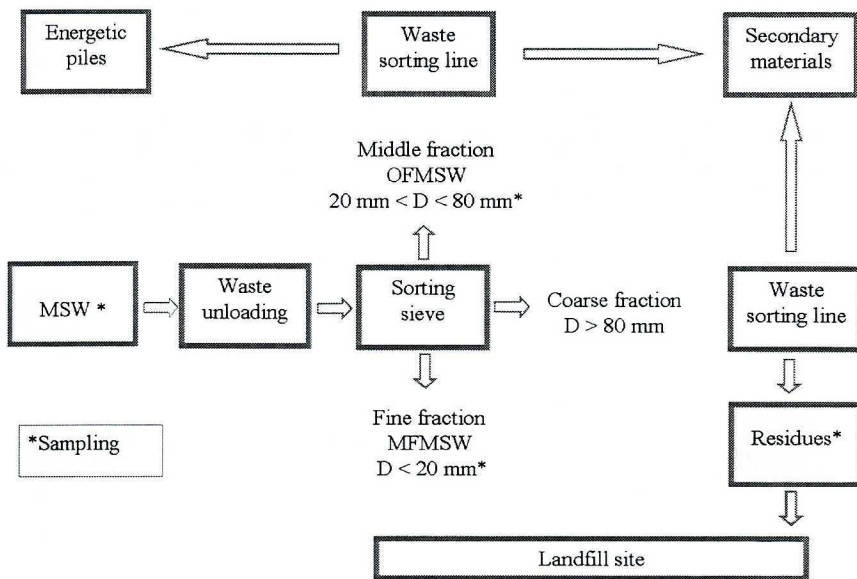 Energetic
piles
Waste
sorting line
Secondary
materials
Middle fraction
OFMSW
20 mm < D < 80 mm*
MSW *
Waste
unloading
Sorting
sieve
Coarse fraction
D > 80 mm
Waste
sorting line
*Sampling
Fine fraction
MFMSW
D < 20 mm*
Residues*
Landfill site